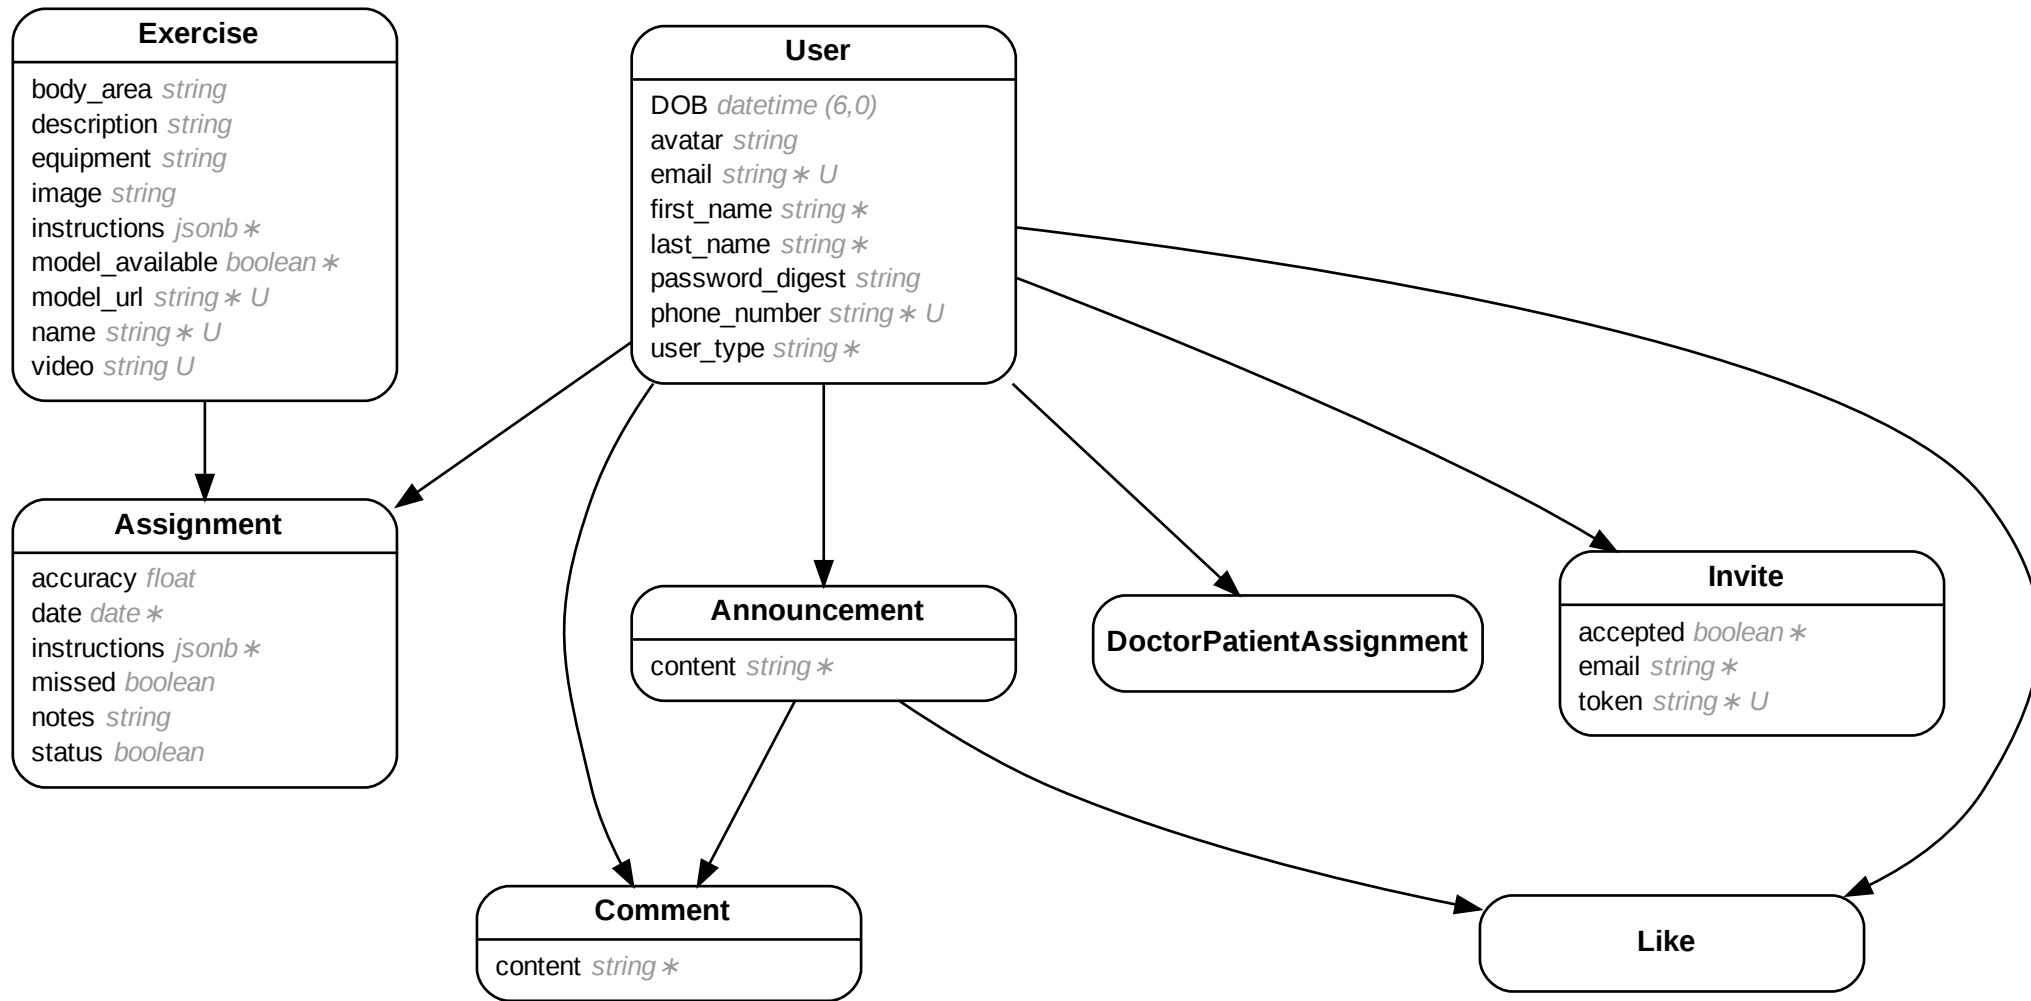 Exercise
body_area string
description string
equipment string
image string
instructions jsonb ∗
model_available boolean ∗
model_url string ∗ U
name string ∗ U
video string U
User
DOB datetime (6,0)
avatar string
email string ∗ U
first_name string ∗
last_name string ∗
password_digest string
phone_number string ∗ U
user_type string ∗
Assignment
accuracy float
date date ∗
instructions jsonb ∗
missed boolean
notes string
status boolean
Announcement
content string ∗
DoctorPatientAssignment
Invite
accepted boolean ∗
email string ∗
token string ∗ U
Comment
content string ∗
Like